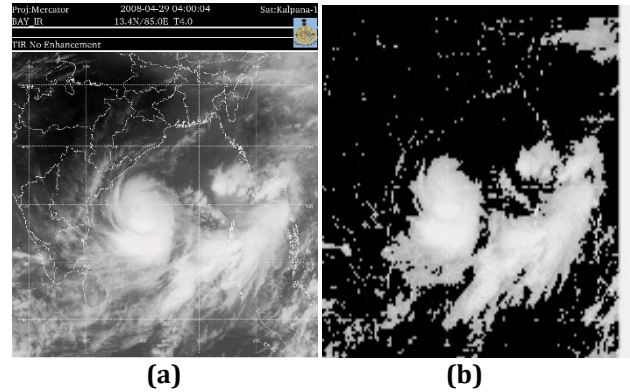 Proj:Mercator 2008-04-29 04:00:04 Sat:Kalpana-1
BAY_IR 13.4N/85.0E T4.0
TIR No Enhancement
(a) (b)